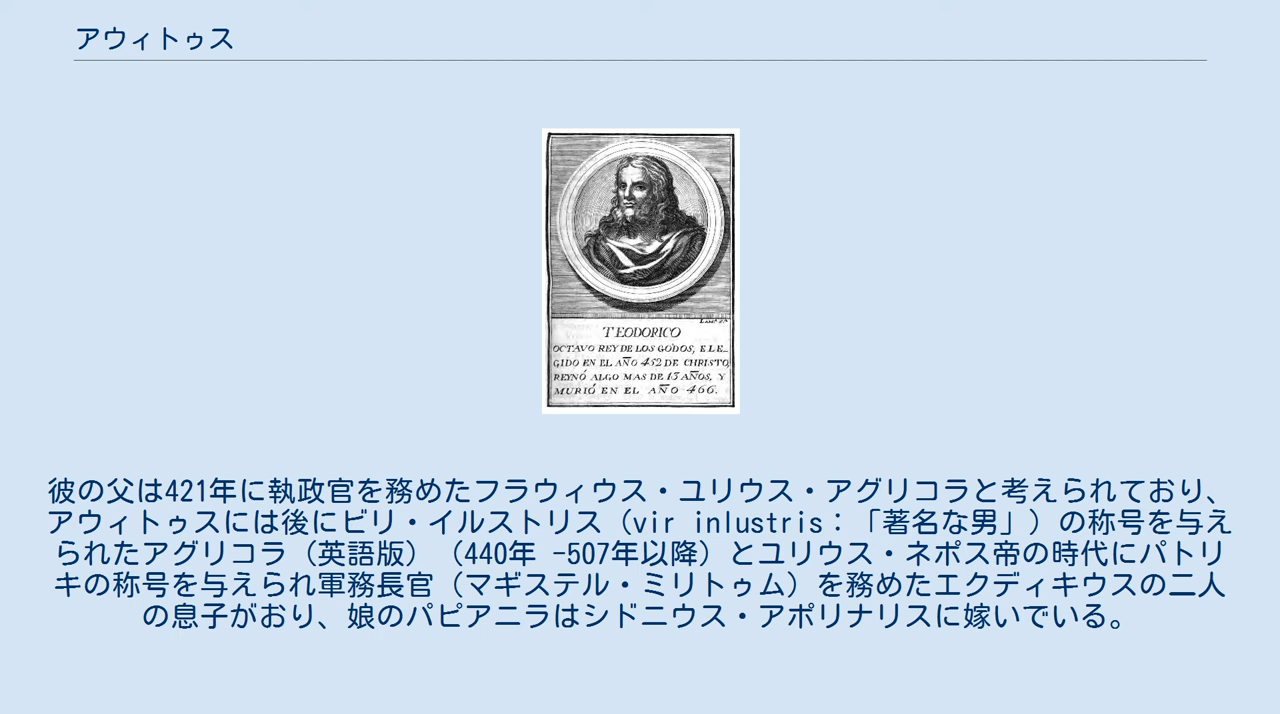 アウィトゥス
TEODORICO
OCTAVO REY DE LOS GODOS, ELE-
GIDO EN EL AÑO 452 DE CHRISTO,
REYNÓ ALGO MAS DE 13 AÑOS, Y
MURIÓ EN EL AÑO 466.
彼の父は421年に執政官を務めたフラウィウス・ユリウス・アグリコラと考えられており、
アウィトゥスには後にビリ・イルストリス（vir inlustris：「著名な男」）の称号を与え
られたアグリコラ（英語版）（440年 -507年以降）とユリウス・ネポス帝の時代にパトリ
キの称号を与えられ軍務長官（マギステル・ミリトゥム）を務めたエクディキウスの二人
の息子がおり、娘のパピアニラはシドニウス・アポリナリスに嫁いでいる。